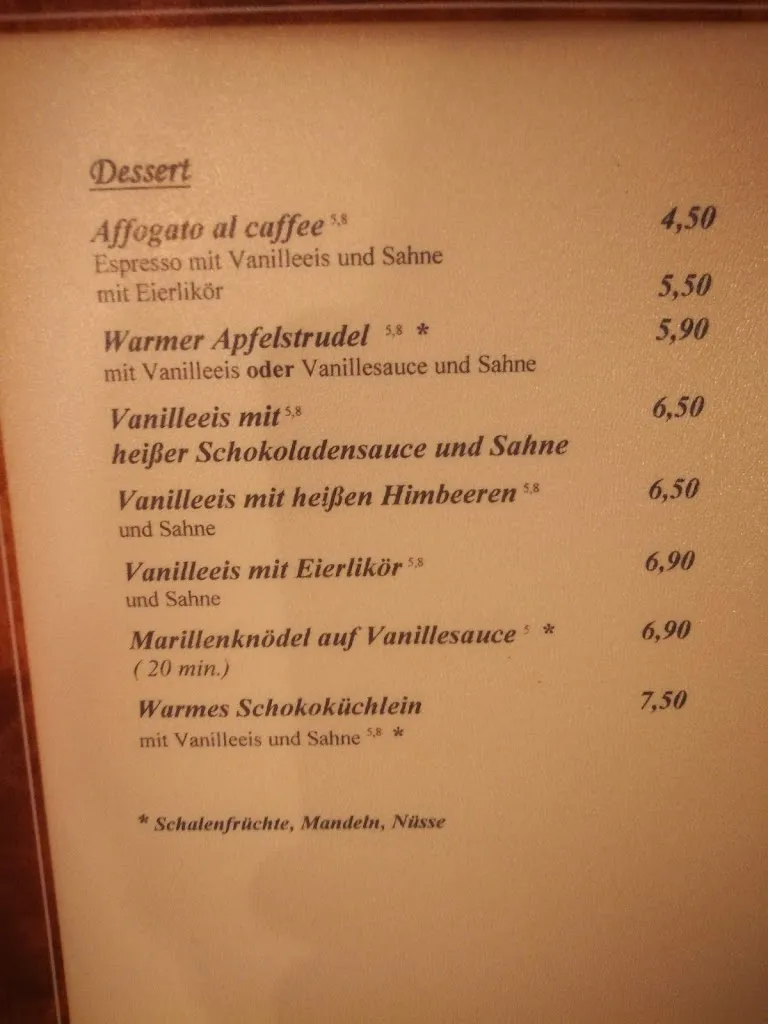 Dessert
Affogato al caffee 5,8 4,50
Espresso mit Vanilleeis und Sahne
mit Eierlikör 5,50
Warmer Apfelstrudel 5,8 * 5,90
mit Vanilleeis oder Vanillesauce und Sahne
Vanilleeis mit 5,8 6,50
heißer Schokoladensauce und Sahne
Vanilleeis mit heißen Himbeeren 5,8 6,50
und Sahne
Vanilleeis mit Eierlikör 5,8 6,90
und Sahne
Marillenknödel auf Vanillesauce 5 * 6,90
( 20 min.)
Warmes Schokoküchlein 7,50
mit Vanilleeis und Sahne 5,8 *
* Schalenfrüchte, Mandeln, Nüsse